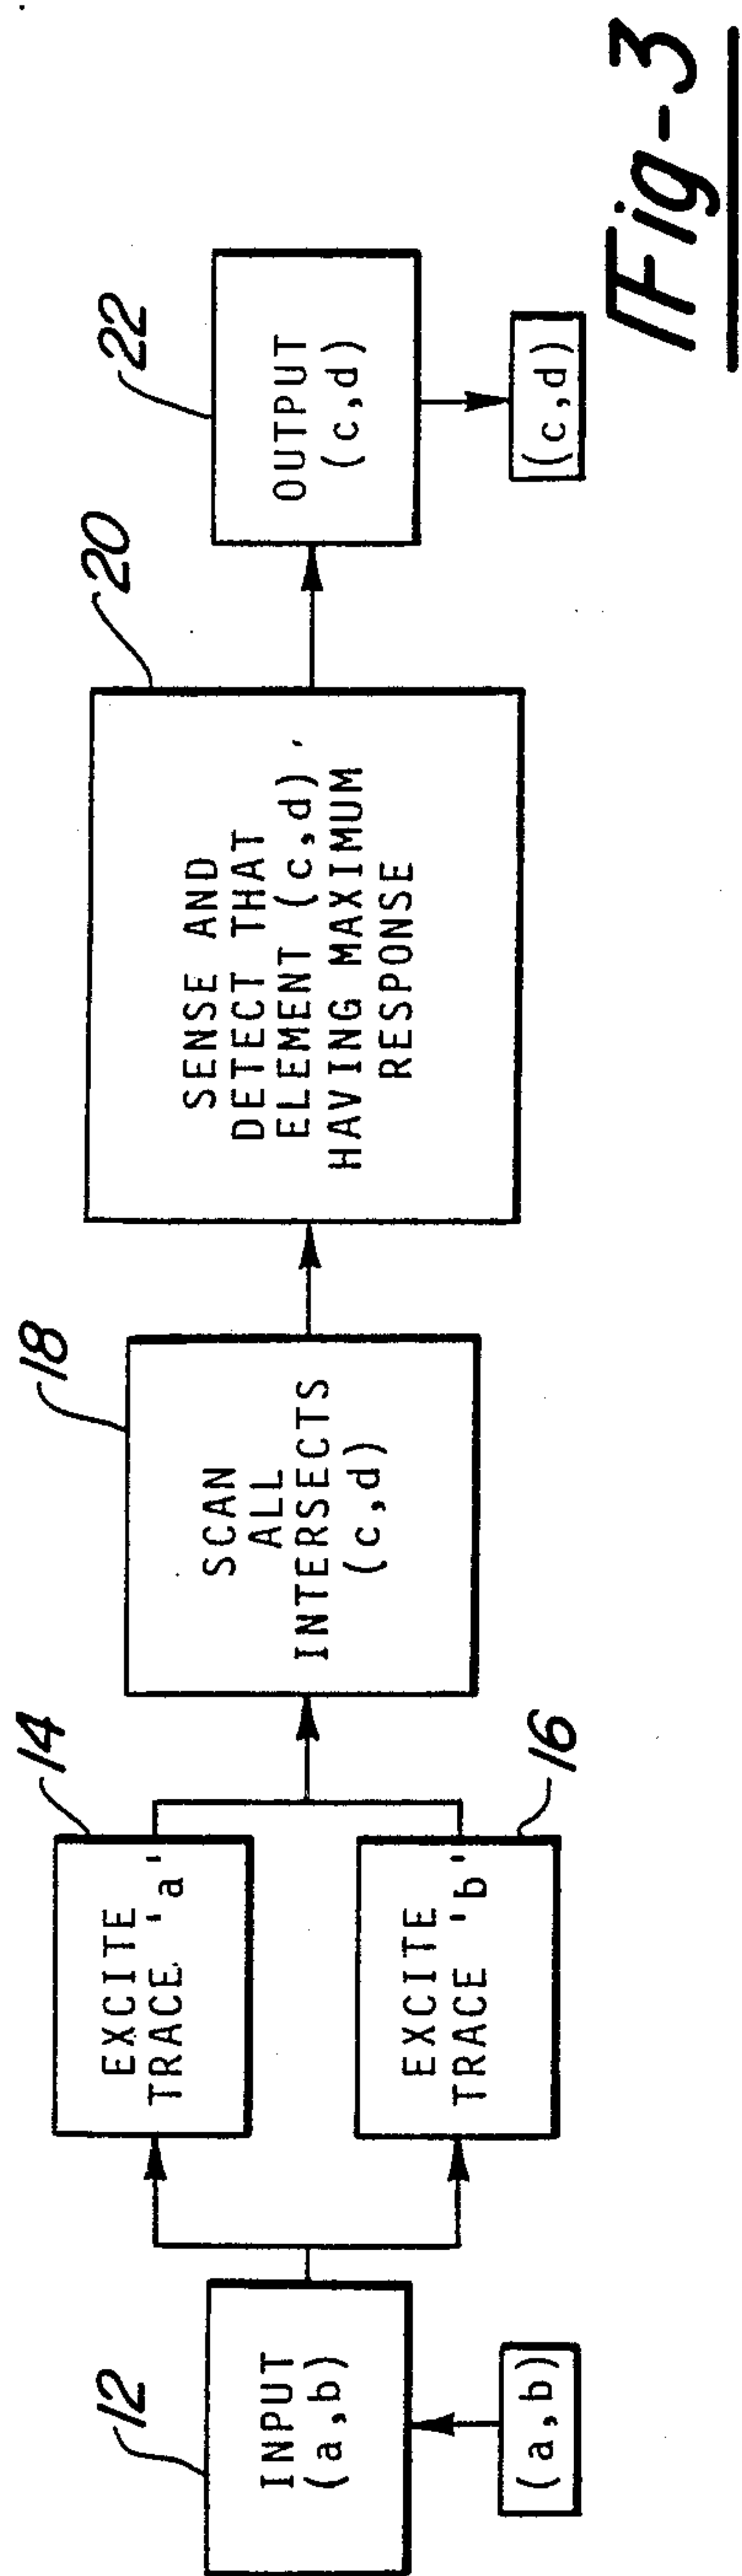 12
INPUT
(a,b)
(a,b)
14
EXCITE
TRACE 'a'
16
EXCITE
TRACE 'b'
18
SCAN
ALL
INTERSECTS
(c,d)
20
SENSE AND
DETECT THAT
ELEMENT (c,d),
HAVING MAXIMUM
RESPONSE
22
OUTPUT
(c,d)
(c,d)
Fig-3